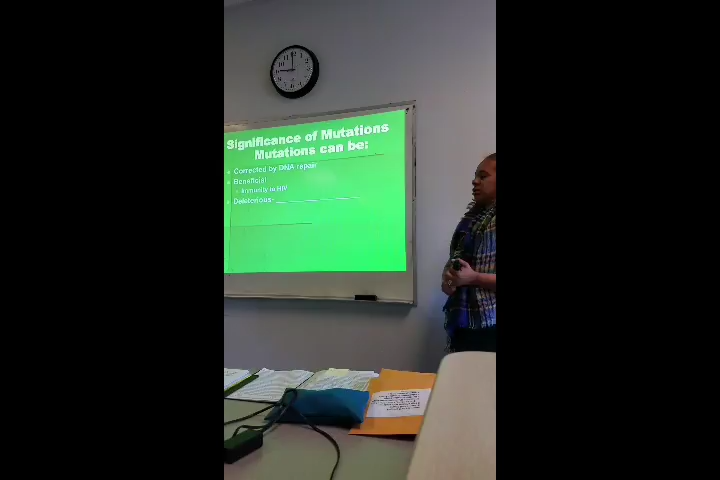 Significance of Mutations
Mutations can be:
Corrected by DNA repair
Beneficial
Immunity to HIV
Deleterious-